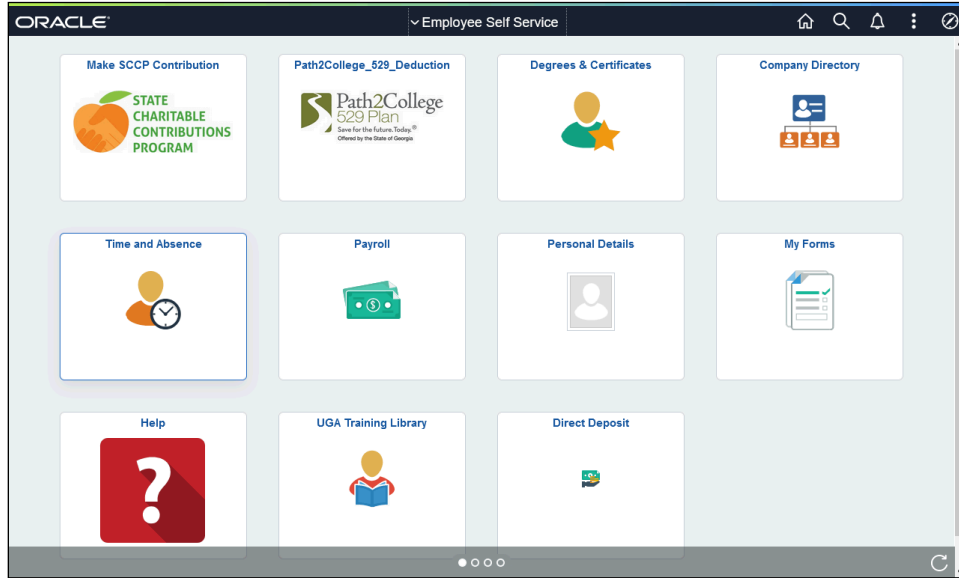 ORACLE
Employee Self Service
Make SCCP Contribution
STATE
CHARITABLE
CONTRIBUTIONS
PROGRAM
Path2College_529_Deduction
Path2College
529 Plan
Save for the future. Today.®
Offered by the State of Georgia
Degrees & Certificates
Company Directory
Time and Absence
Payroll
$
Personal Details
My Forms
Help
?
UGA Training Library
Direct Deposit